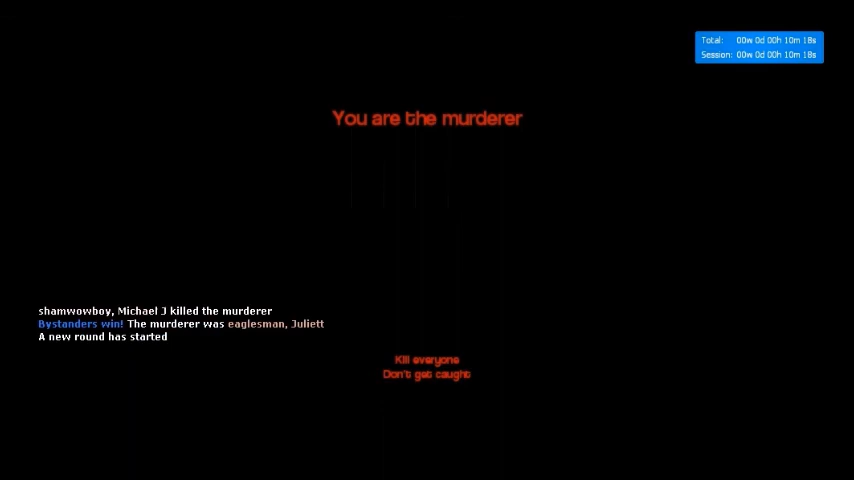 Total: 00w 0d 00h 10m 18s
Session: 00w 0d 00h 10m 18s
You are the murderer
shamwowboy, Michael J killed the murderer
Bystanders win! The murderer was eaglesman, Juliett
A new round has started
Kill everyone
Don't get caught